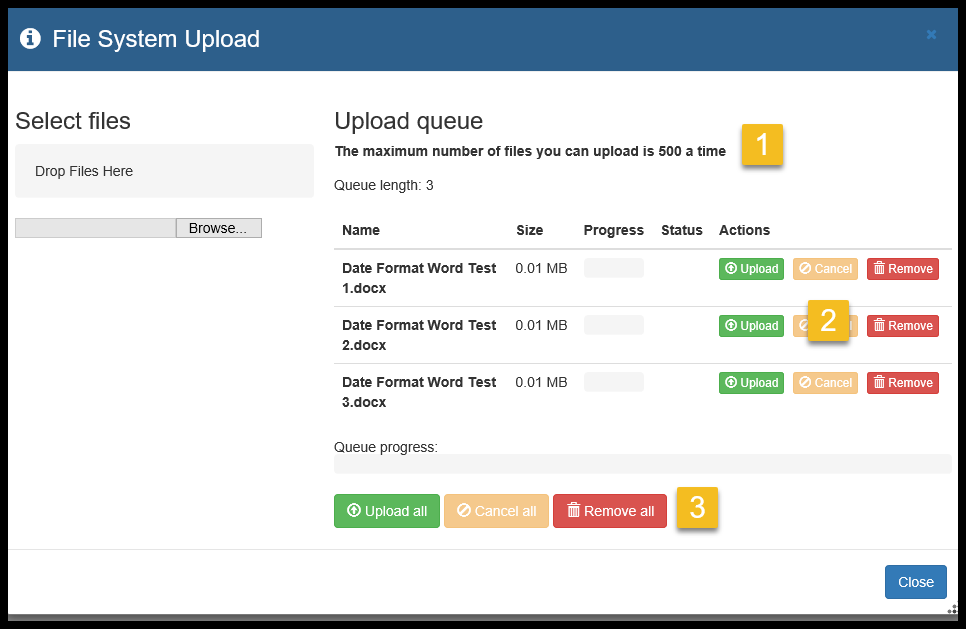 File System Upload
Select files
Drop Files Here
Browse...
Upload queue
The maximum number of files you can upload is 500 a time
1
Queue length: 3
Name Size Progress Status Actions
Date Format Word Test 0.01 MB Upload Cancel Remove
1.docx
Date Format Word Test 0.01 MB Upload 2 Remove
2.docx
Date Format Word Test 0.01 MB Upload Cancel Remove
3.docx
Queue progress:
Upload all Cancel all Remove all 3
Close